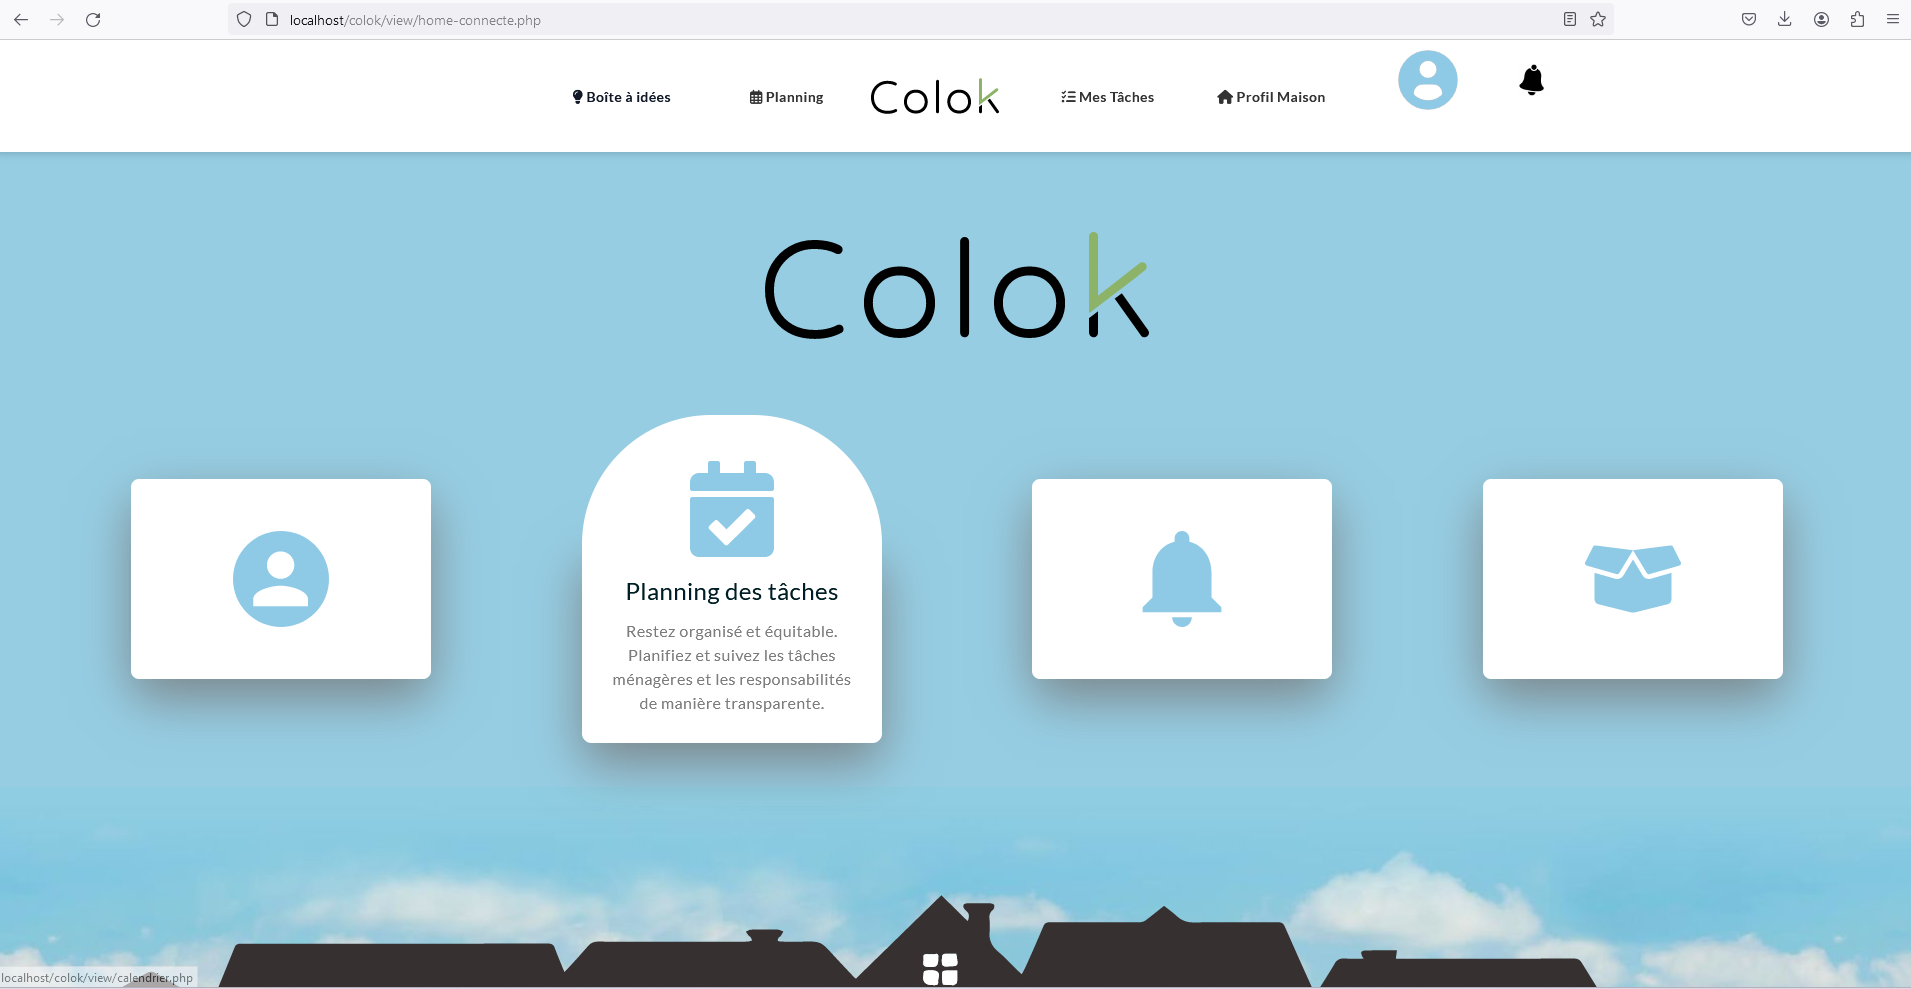 localhost/colok/view/home-connecte.php
Boîte à idées
Planning
Colok
Mes Tâches
Profil Maison
Colok
Planning des tâches
Restez organisé et équitable.
Planifiez et suivez les tâches
ménagères et les responsabilités
de manière transparente.
localhost/colok/view/calendrier.php